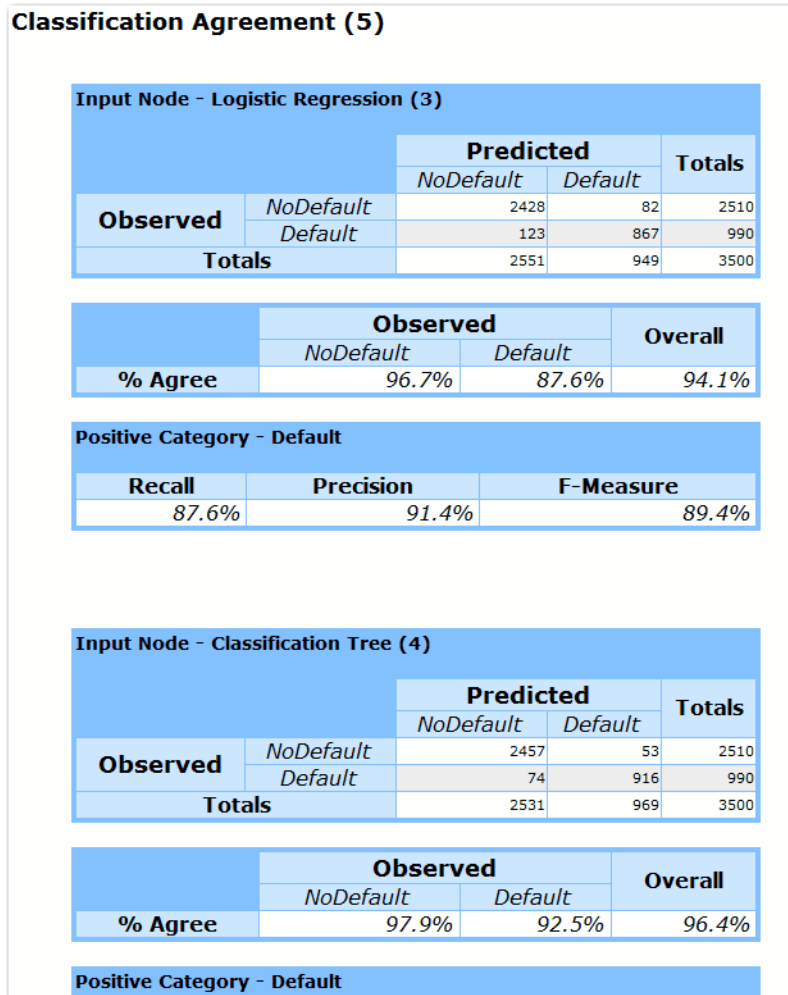 Classification Agreement (5)
Input Node - Logistic Regression (3)
Predicted Totals
NoDefault Default
Observed NoDefault 2428 82 2510
Default 123 867 990
Totals 2551 949 3500
Observed Overall
NoDefault Default
% Agree 96.7% 87.6% 94.1%
Positive Category - Default
Recall Precision F-Measure
87.6% 91.4% 89.4%
Input Node - Classification Tree (4)
Predicted Totals
NoDefault Default
Observed NoDefault 2457 53 2510
Default 74 916 990
Totals 2531 969 3500
Observed Overall
NoDefault Default
% Agree 97.9% 92.5% 96.4%
Positive Category - Default